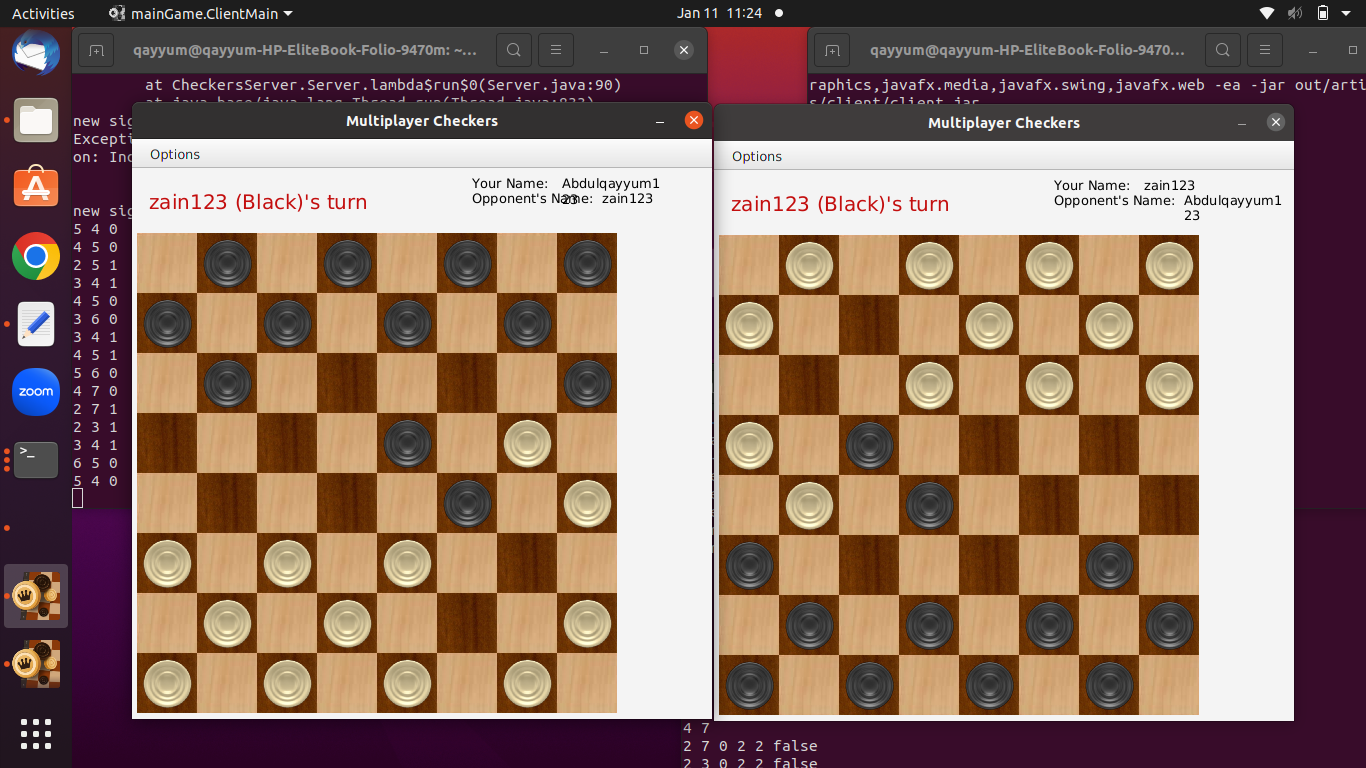 Activities
mainGame.ClientMain
Jan 11 11:24
qayyum@qayyum-HP-EliteBook-Folio-9470m: ~...
qayyum@qayyum-HP-EliteBook-Folio-9470...
at CheckersServer.Server.lambda$run$0(Server.java:90)
at java.base/java.lang.Thread.run(Thread.java:833)
new sig
Excepti
on: Inc
new sig
5 4 0
4 5 0
2 5 1
3 4 1
4 5 0
3 6 0
3 4 1
4 5 1
5 6 0
4 7 0
2 7 1
2 3 1
3 4 1
6 5 0
5 4 0
raphics,javafx.media,javafx.swing,javafx.web -ea -jar out/arti
s/client/client.jar
Multiplayer Checkers
Options
zain123 (Black)'s turn
Your Name: Abdulqayyum1
23
Opponent's Name: zain123
Multiplayer Checkers
Options
zain123 (Black)'s turn
Your Name: zain123
Opponent's Name: Abdulqayyum1
23
zoom
>_
4 7
2 7 0 2 2 false
2 3 0 2 2 false